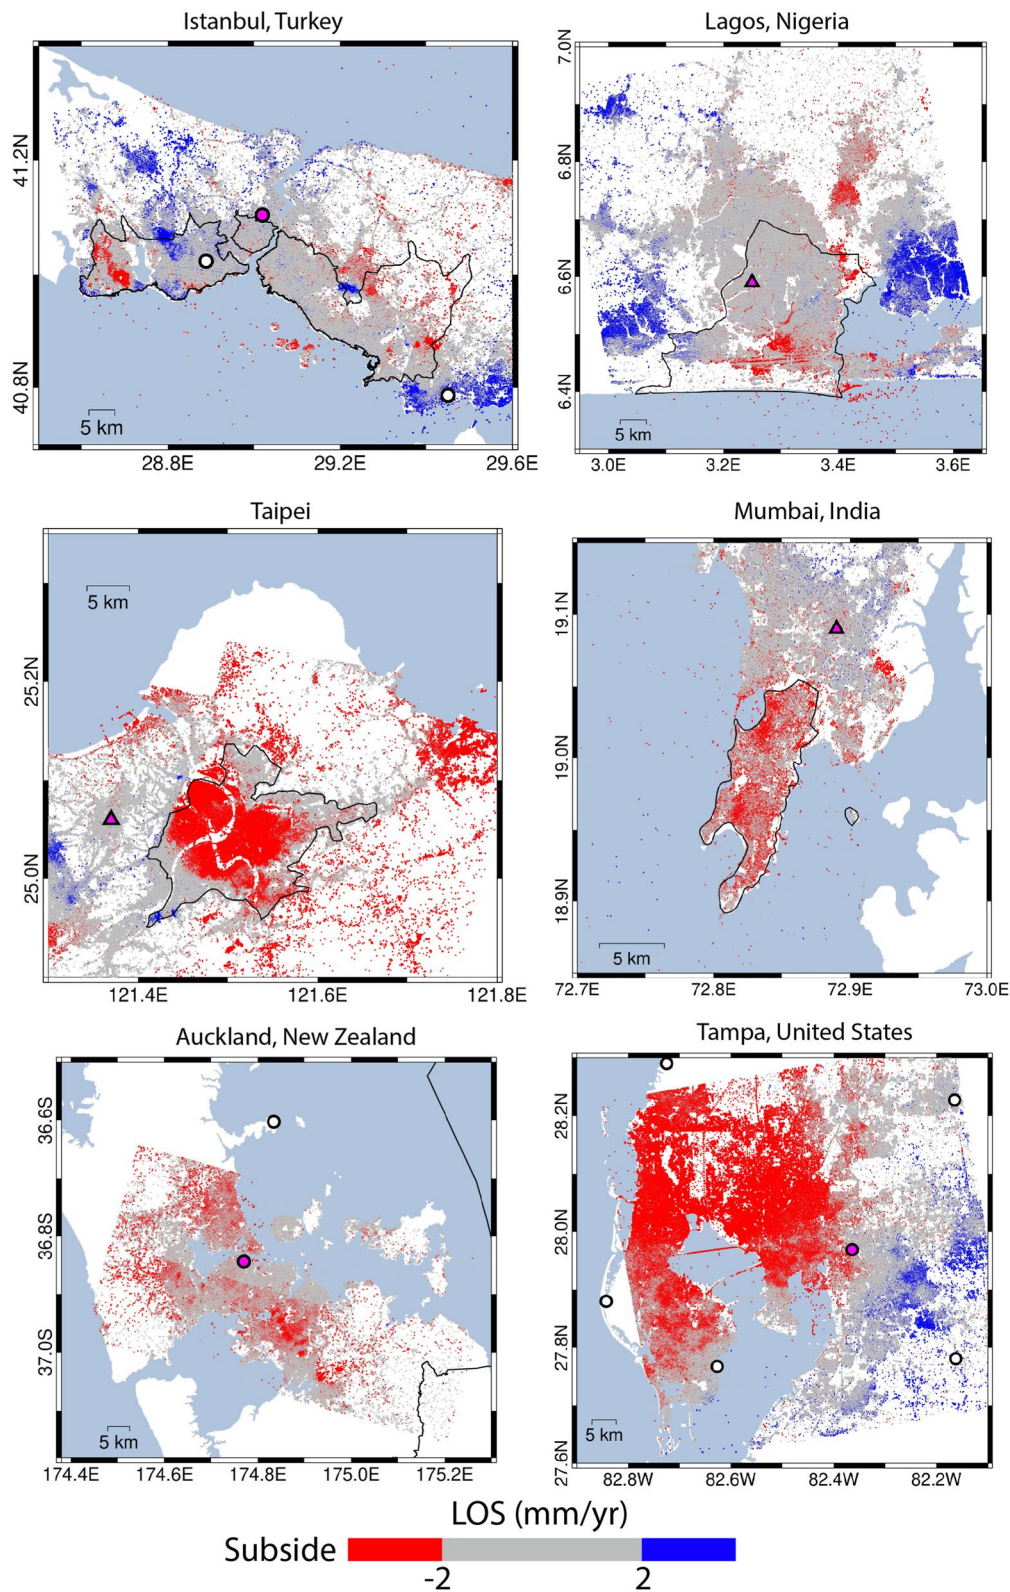 Istanbul, Turkey
41.2N
40.8N
5 km
28.8E 29.2E 29.6E
Lagos, Nigeria
7.0N
6.8N
6.6N
6.4N
5 km
3.0E 3.2E 3.4E 3.6E
Taipei
5 km
25.2N
25.0N
121.4E 121.6E 121.8E
Mumbai, India
19.1N
19.0N
18.9N
5 km
72.7E 72.8E 72.9E 73.0E
Auckland, New Zealand
36.6S
36.8S
37.0S
5 km
174.4E 174.6E 174.8E 175.0E 175.2E
Tampa, United States
28.2N
28.0N
27.8N
27.6N
5 km
82.8W 82.6W 82.4W 82.2W
LOS (mm/yr)
Subside
-2 2